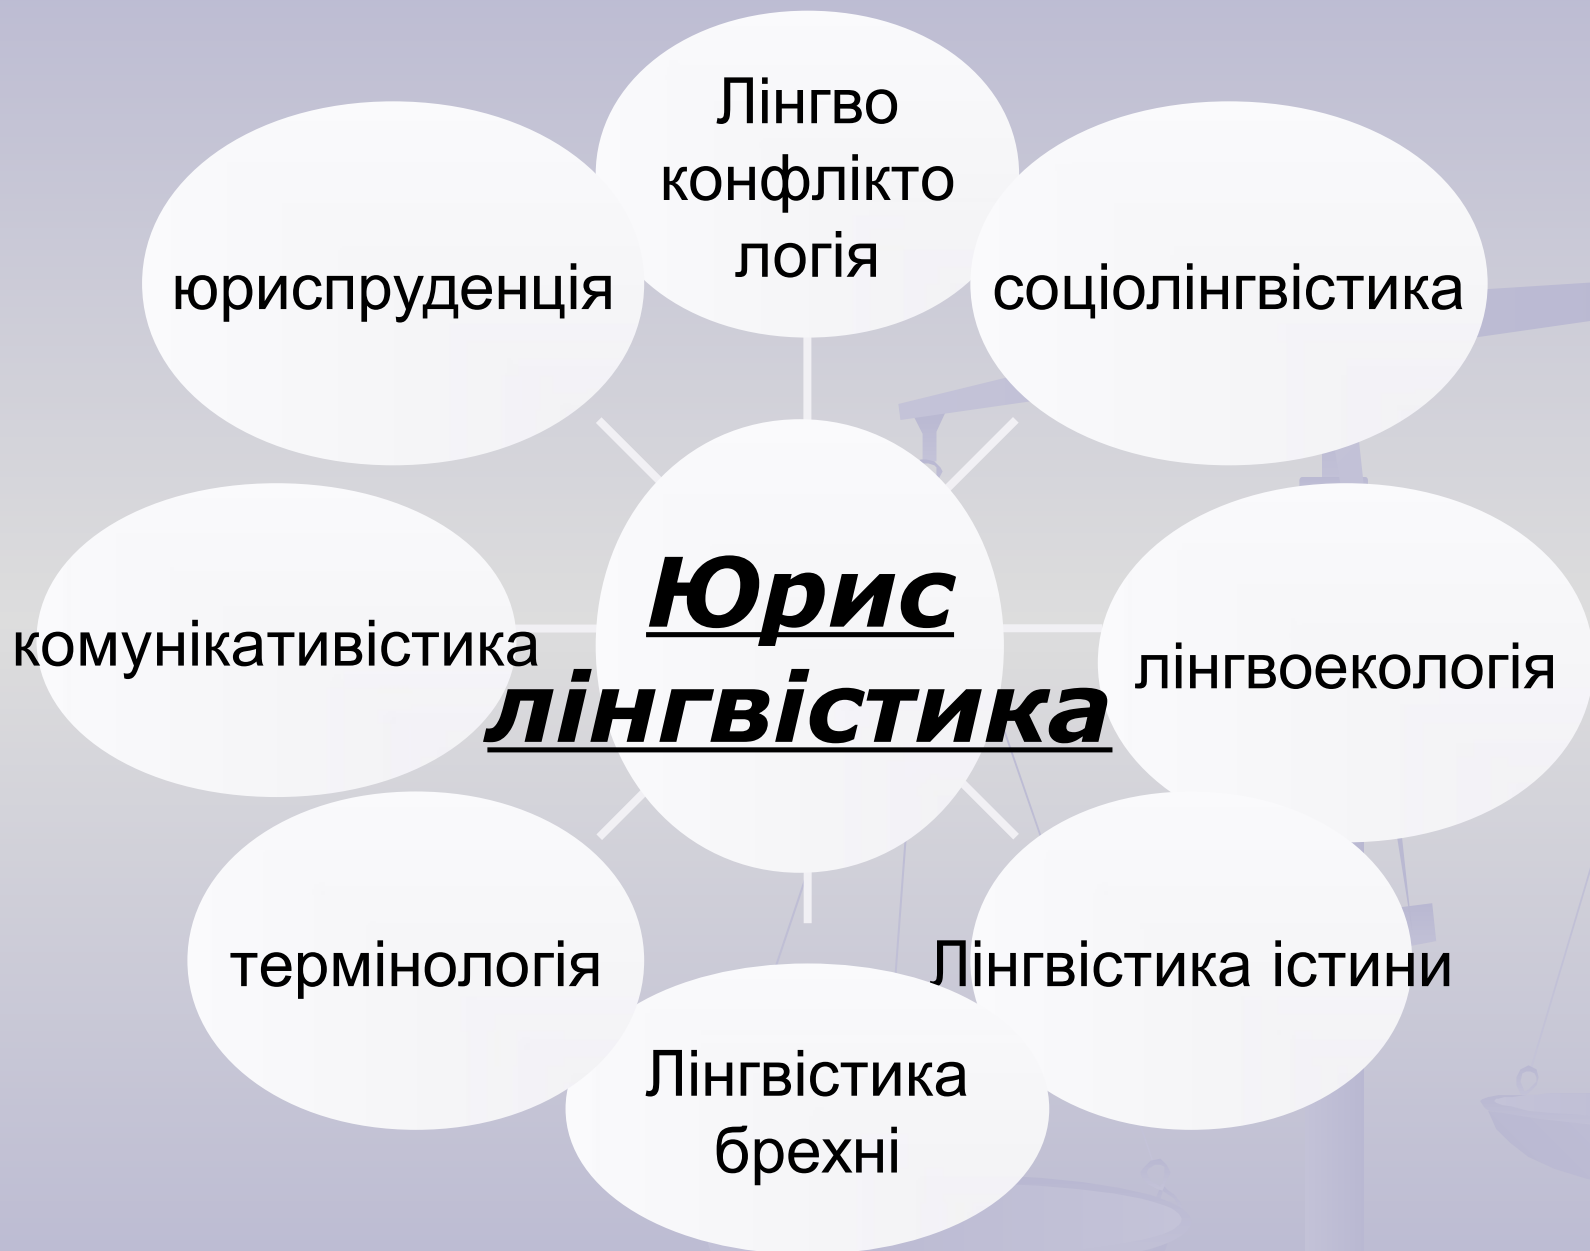 Лінгво
конфлікто
логія
юриспруденція
соціолінгвістика
Юрис
лінгвістика
комунікативістика
лінгвоекологія
термінологія
Лінгвістика істини
Лінгвістика
брехні